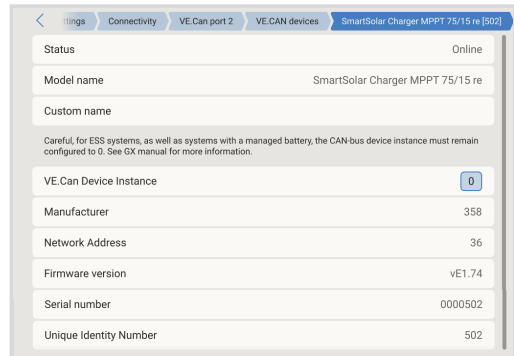 ttings Connectivity VE.Can port 2 VE.CAN devices SmartSolar Charger MPPT 75/15 re [502]
Status Online
Model name SmartSolar Charger MPPT 75/15 re
Custom name
Careful, for ESS systems, as well as systems with a managed battery, the CAN-bus device instance must remain
configured to 0. See GX manual for more information.
VE.Can Device Instance 0
Manufacturer 358
Network Address 36
Firmware version vE1.74
Serial number 0000502
Unique Identity Number 502